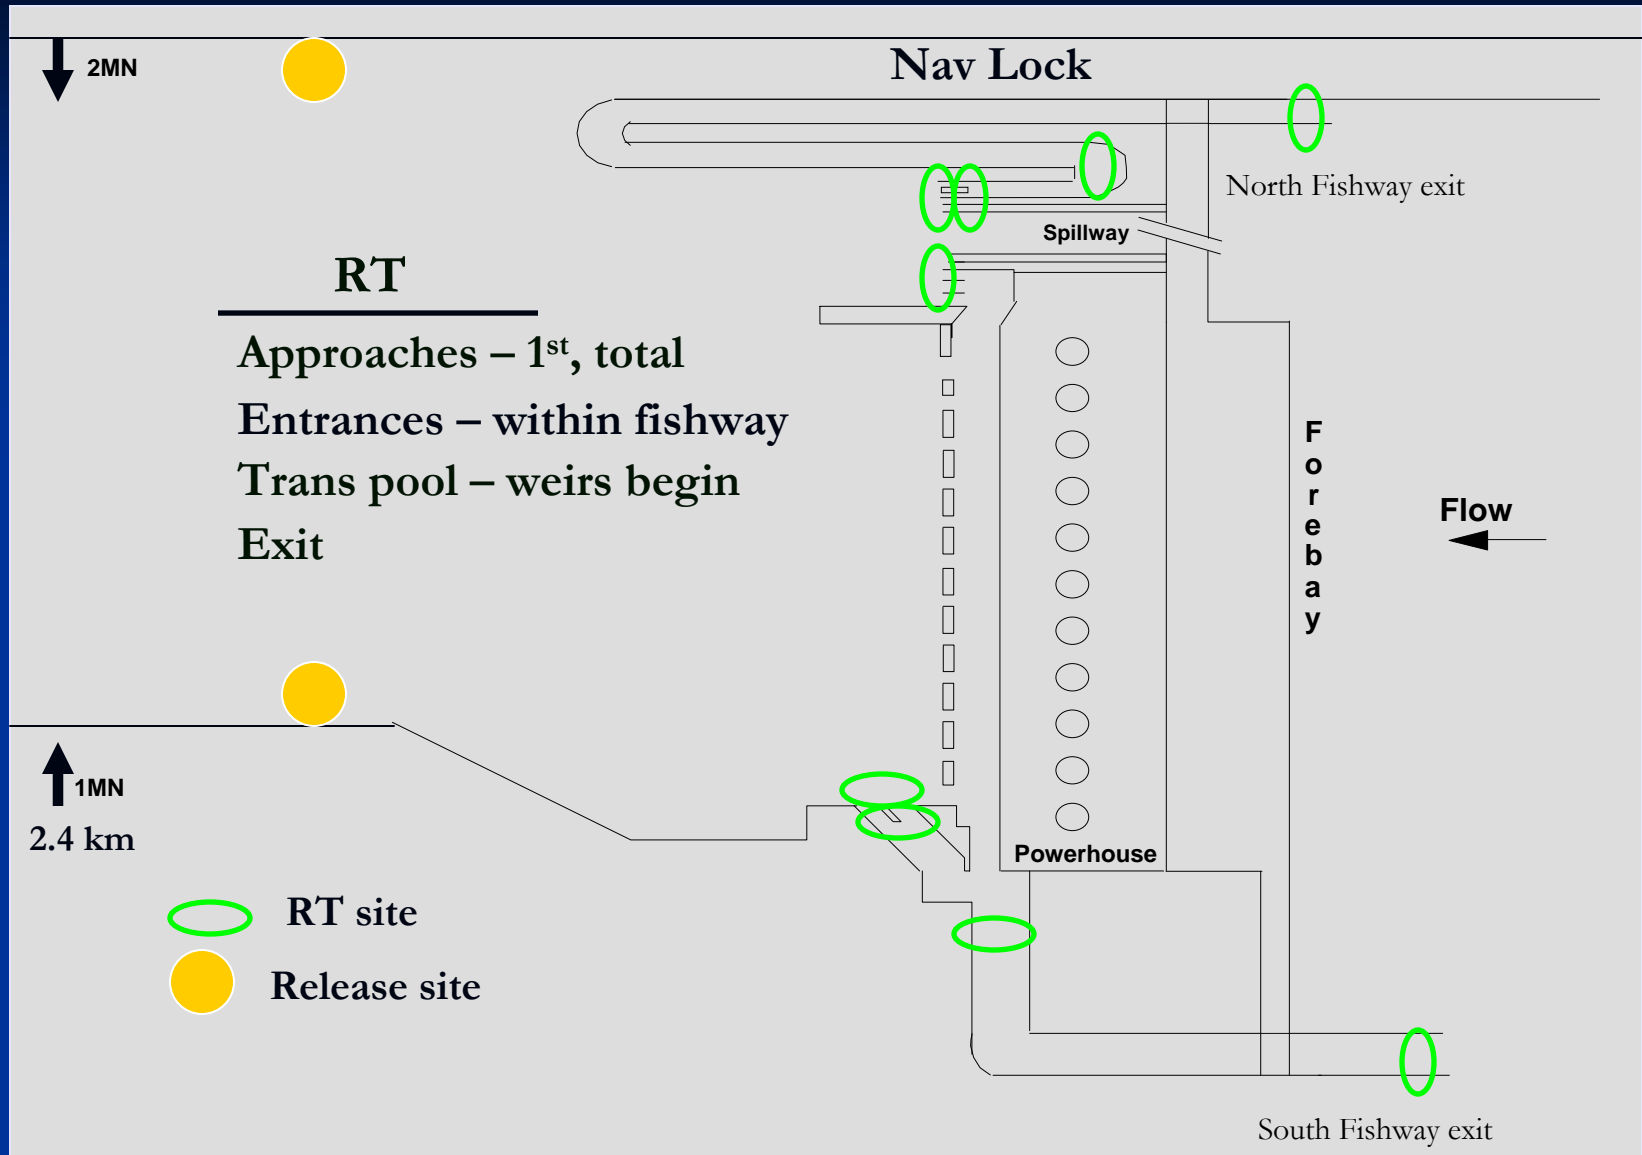 2MN
Nav Lock
North Fishway exit
Spillway
RT
Approaches – 1st, total
Entrances – within fishway
Trans pool – weirs begin
Exit
Forebay
Flow
1MN
2.4 km
Powerhouse
RT site
Release site
South Fishway exit